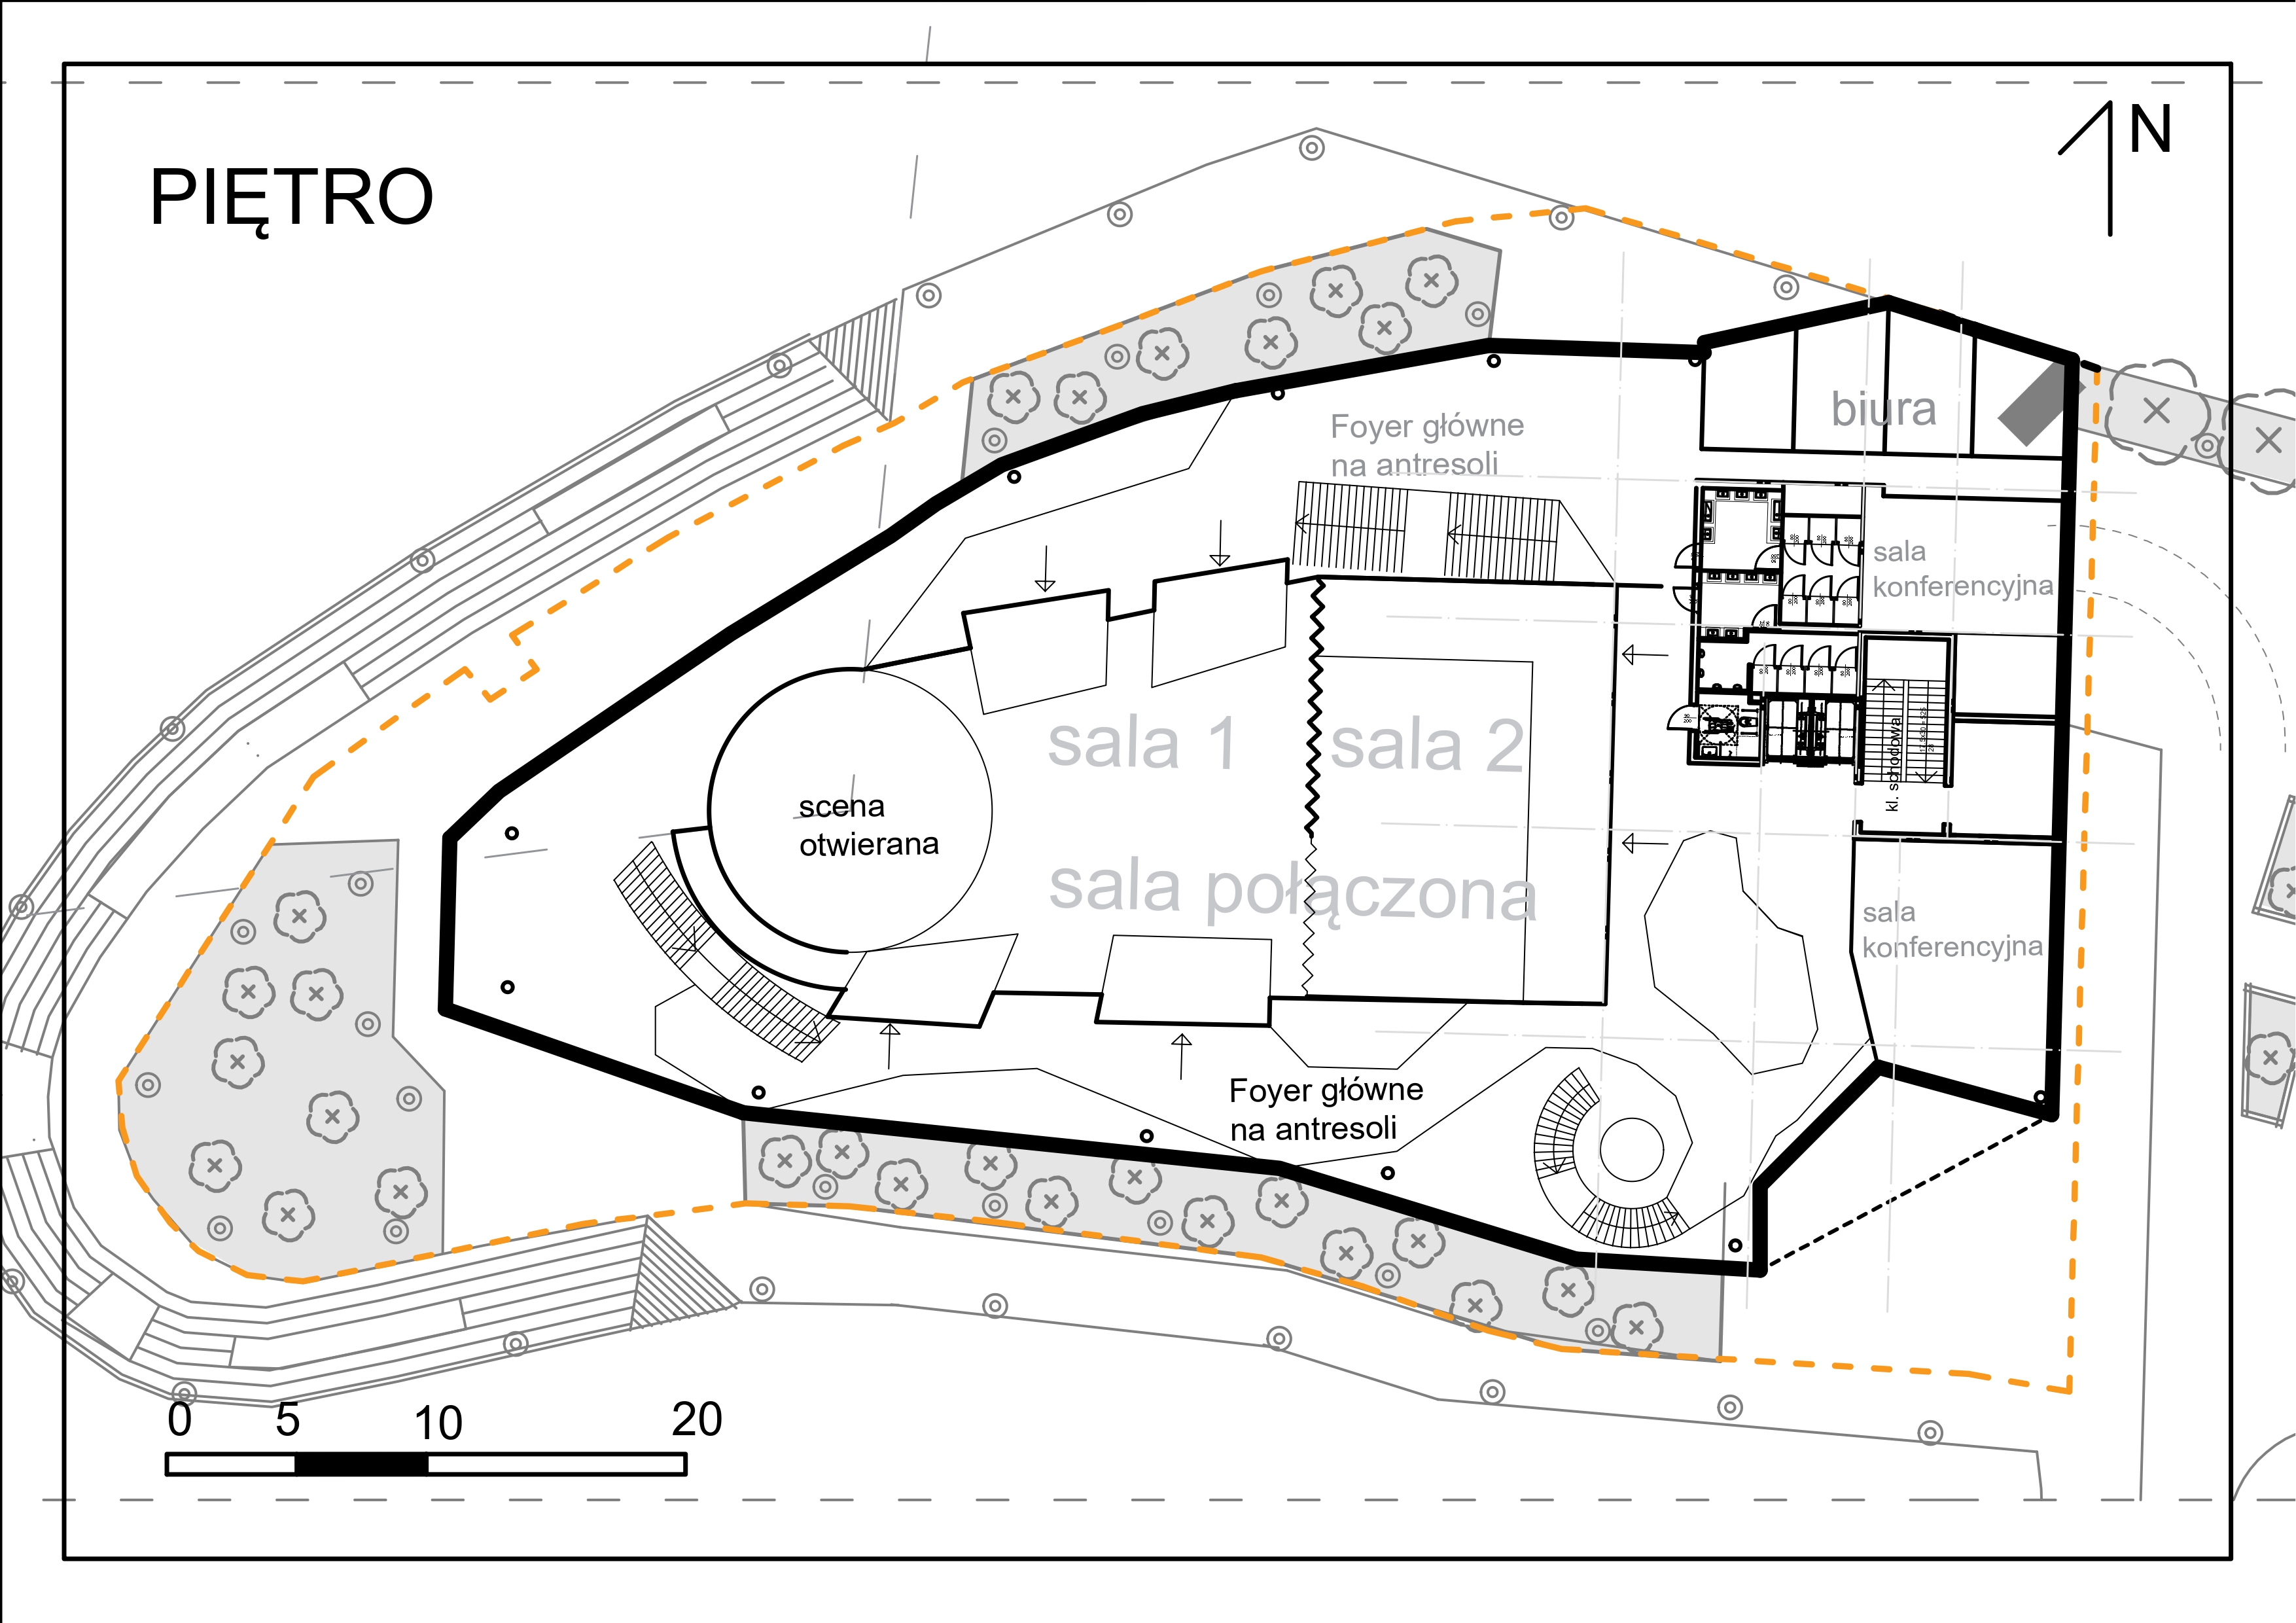 N
PIĘTRO
Foyer główne
na antresoli
biura
sala
konferencyjna
sala 1
sala 2
scena
otwierana
sala połączona
kl. schodowa
sala
konferencyjna
Foyer główne
na antresoli
0 5 10 20